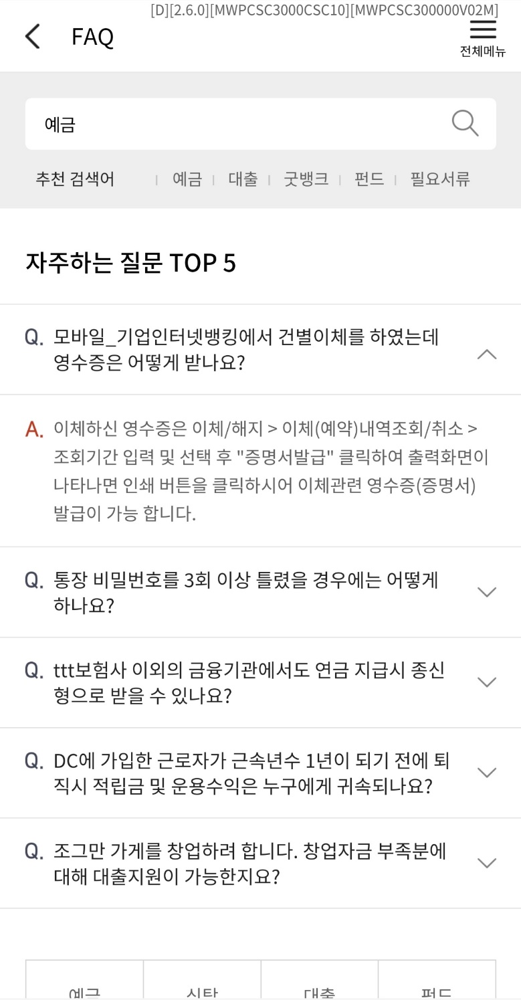 [D][2.6.0][MWPCSC3000CSC10][MWPCSC300000V02M]
FAQ
전체메뉴
예금
추천 검색어 예금 대출 굿뱅크 펀드 필요서류
자주하는 질문 TOP 5
Q. 모바일_기업인터넷뱅킹에서 건별이체를 하였는데
영수증은 어떻게 받나요?
A. 이체하신 영수증은 이체/해지 > 이체(예약)내역조회/취소 >
조회기간 입력 및 선택 후 "증명서발급" 클릭하여 출력화면이
나타나면 인쇄 버튼을 클릭하시어 이체관련 영수증(증명서)
발급이 가능 합니다.
Q. 통장 비밀번호를 3회 이상 틀렸을 경우에는 어떻게
하나요?
Q. ttt보험사 이외의 금융기관에서도 연금 지급시 종신
형으로 받을 수 있나요?
Q. DC에 가입한 근로자가 근속년수 1년이 되기 전에 퇴
직시 적립금 및 운용수익은 누구에게 귀속되나요?
Q. 조그만 가게를 창업하려 합니다. 창업자금 부족분에
대해 대출지원이 가능한지요?
예금 신탁 대출 펀드